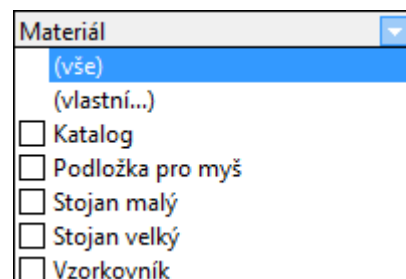 Materiál
(vše)
(vlastní...)
Katalog
Podložka pro myš
Stojan malý
Stojan velký
Vzorkovník